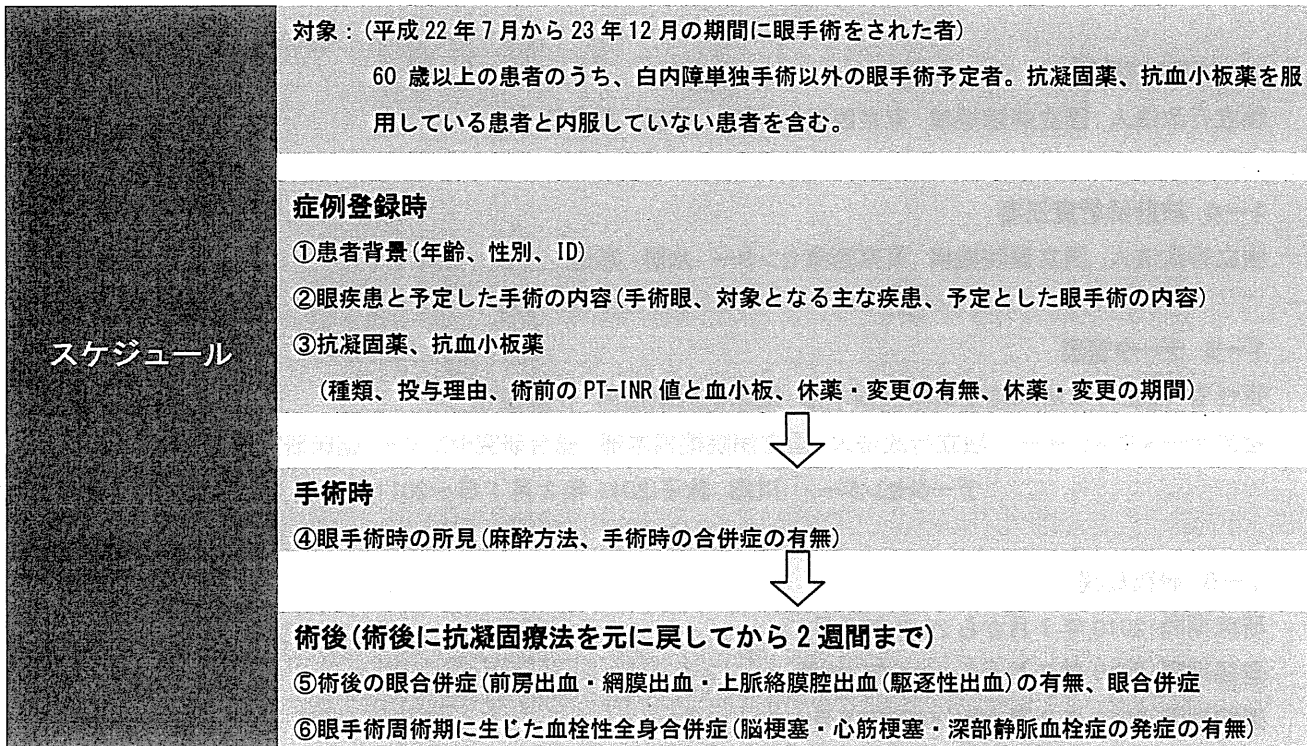 対象：(平成22年7月から23年12月の期間に眼手術をされた者)
60 歳以上の患者のうち、白内障単独手術以外の眼手術予定者。抗凝固薬、抗血小板薬を服
用している患者と内服していない患者を含む。
スケジュール
症例登録時
①患者背景(年齢、性別、ID)
②眼疾患と予定した手術の内容(手術眼、対象となる主な疾患、予定とした眼手術の内容)
③抗凝固薬、抗血小板薬
(種類、投与理由、術前のPT-INR値と血小板、休薬・変更の有無、休薬・変更の期間)
手術時
④眼手術時の所見(麻酔方法、手術時の合併症の有無)
術後(術後に抗凝固療法を元に戻してから2週間まで)
⑤術後の眼合併症(前房出血・網膜出血・上脈絡膜腔出血(駆逐性出血)の有無、眼合併症
⑥眼手術周術期に生じた血栓性全身合併症(脳梗塞・心筋梗塞・深部静脈血栓症の発症の有無)